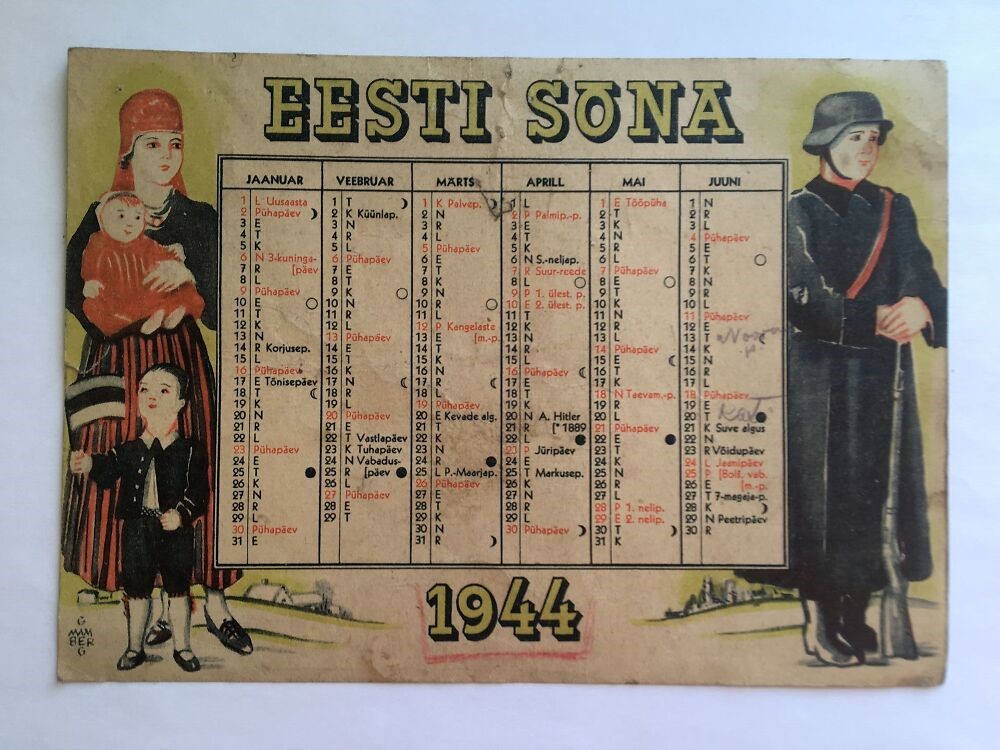 EESTI SÕNA
JAANUAR
1 L Uusaasta
2 Pühapäev
3 E
4 T
5 K
6 N 3-kuninga-
7 R [päev
8 L
9 Pühapäev
10 E
11 T
12 K
13 N
14 R Korjusep.
15 L
16 Pühapäev
17 E Tõnisepäev
18 T
19 K
20 N
21 R
22 L
23 Pühapäev
24 E
25 T
26 K
27 N
28 R
29 L
30 Pühapäev
31 E
VEEBRUAR
1 T
2 K Küünlap.
3 N
4 R
5 L
6 Pühapäev
7 E
8 T
9 K
10 N
11 R
12 L
13 Pühapäev
14 E
15 T
16 K
17 N
18 R
19 L
20 Pühapäev
21 E
22 T Vastlapäev
23 K Tuhapäev
24 N Vabadus-
25 R [päev
26 L
27 Pühapäev
28 E
29 T
MÄRTS
1 K Palvep.
2 N
3 R
4 L
5 Pühapäev
6 E
7 T
8 K
9 N
10 R
11 L
12 P Kangelaste
13 E [m.-p.
14 T
15 K
16 N
17 R
18 L
19 Pühapäev
20 E Kevade alg.
21 T
22 K
23 N
24 R
25 L P.-Maarjap.
26 Pühapäev
27 E
28 T
29 K
30 N
31 R
APRILL
1 L
2 P Palmip.-p.
3 E
4 T
5 K
6 N S.-neljap.
7 R Suur-reede
8 L
9 P 1. ülest. p.
10 E 2. ülest. p.
11 T
12 K
13 N
14 R
15 L
16 Pühapäev
17 E
18 T
19 K
20 N A. Hitler
21 R [* 1889
22 L
23 P Jüripäev
24 E
25 T Markusep.
26 K
27 N
28 R
29 L
30 Pühapäev
MAI
1 E Tööpüha
2 T
3 K
4 N
5 R
6 L
7 Pühapäev
8 E
9 T
10 K
11 N
12 R
13 L
14 Pühapäev
15 E
16 T
17 K
18 N Taevam.-p.
19 R
20 L
21 Pühapäev
22 E
23 T
24 K
25 N
26 R
27 L
28 P 1. nelip.
29 E 2. nelip.
30 T
31 K
JUUNI
1 N
2 R
3 L
4 Pühapäev
5 E
6 T
7 K
8 N
9 R
10 L
11 Pühapäev
12 E
13 T
14 K
15 N
16 R
17 L
18 Pühapäev
19 E
20 T
21 K Suve algus
22 N
23 R Võidupäev
24 L Jaanipäev
25 P [Bolš. vab.
26 E [m.-p.
27 T 7-magaja-p.
28 K
29 N Peetripäev
30 R
1944
G
MAM
BER
G